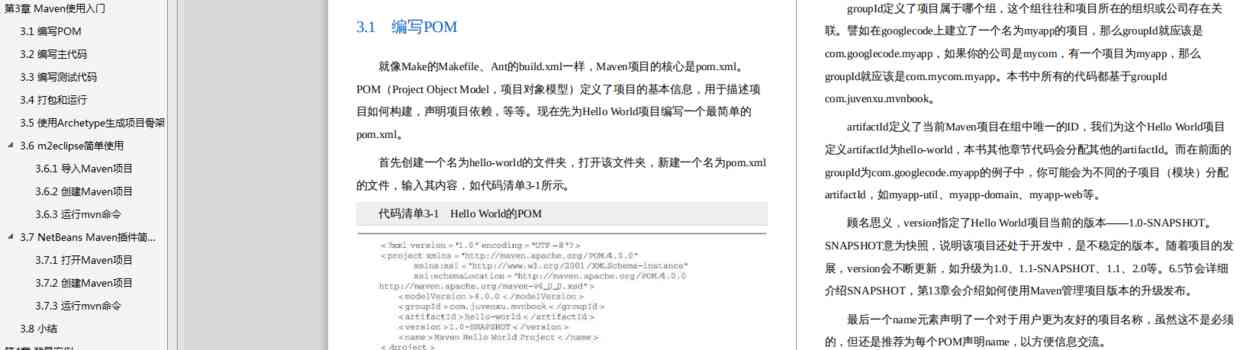 第3章 Maven使用入门
3.1 编写POM
3.2 编写主代码
3.3 编写测试代码
3.4 打包和运行
3.5 使用Archetype生成项目骨架
3.6 m2eclipse简单使用
3.6.1 导入Maven项目
3.6.2 创建Maven项目
3.6.3 运行mvn命令
3.7 NetBeans Maven插件简...
3.7.1 打开Maven项目
3.7.2 创建Maven项目
3.7.3 运行mvn命令
3.8 小结
3.1 编写POM
就像Make的Makefile、Ant的build.xml一样，Maven项目的核心是pom.xml。
POM（Project Object Model，项目对象模型）定义了项目的基本信息，用于描述项
目如何构建，声明项目依赖，等等。现在先为Hello World项目编写一个最简单的
pom.xml。
首先创建一个名为hello-world的文件夹，打开该文件夹，新建一个名为pom.xml
的文件，输入其内容，如代码清单3-1所示。
代码清单3-1 Hello World的POM
<?xml version = "1.0" encoding = "UTF-8"?>
<project xmlns = "http://maven.apache.org/POM/4.0.0"
xmlns:xsi = "http://www.w3.org/2001/XMLSchema-instance"
xsi:schemaLocation = "http://maven.apache.org/POM/4.0.0
http://maven.apache.org/maven-v4_0_0.xsd">
<modelVersion>4.0.0</modelVersion>
<groupId>com.juvenxu.mvnbook</groupId>
<artifactId>hello-world</artifactId>
<version>1.0-SNAPSHOT</version>
<name>Maven Hello World Project</name>
</project>
groupId定义了项目属于哪个组，这个组往往和项目所在的组织或公司存在关
联。譬如在googlecode上建立了一个名为myapp的项目，那么groupId就应该是
com.googlecode.myapp，如果你的公司是mycom，有一个项目为myapp，那么
groupId就应该是com.mycom.myapp。本书中所有的代码都基于groupId
com.juvenxu.mvnbook。
artifactId定义了当前Maven项目在组中唯一的ID，我们为这个Hello World项目
定义artifactId为hello-world，本书其他章节代码会分配其他的artifactId。而在前面的
groupId为com.googlecode.myapp的例子中，你可能会为不同的子项目（模块）分配
artifactId，如myapp-util、myapp-domain、myapp-web等。
顾名思义，version指定了Hello World项目当前的版本——1.0-SNAPSHOT。
SNAPSHOT意为快照，说明该项目还处于开发中，是不稳定的版本。随着项目的发
展，version会不断更新，如升级为1.0、1.1-SNAPSHOT、1.1、2.0等。6.5节会详细
介绍SNAPSHOT，第13章会介绍如何使用Maven管理项目版本的升级发布。
最后一个name元素声明了一个对于用户更为友好的项目名称，虽然这不是必须
的，但还是推荐为每个POM声明name，以方便信息交流。